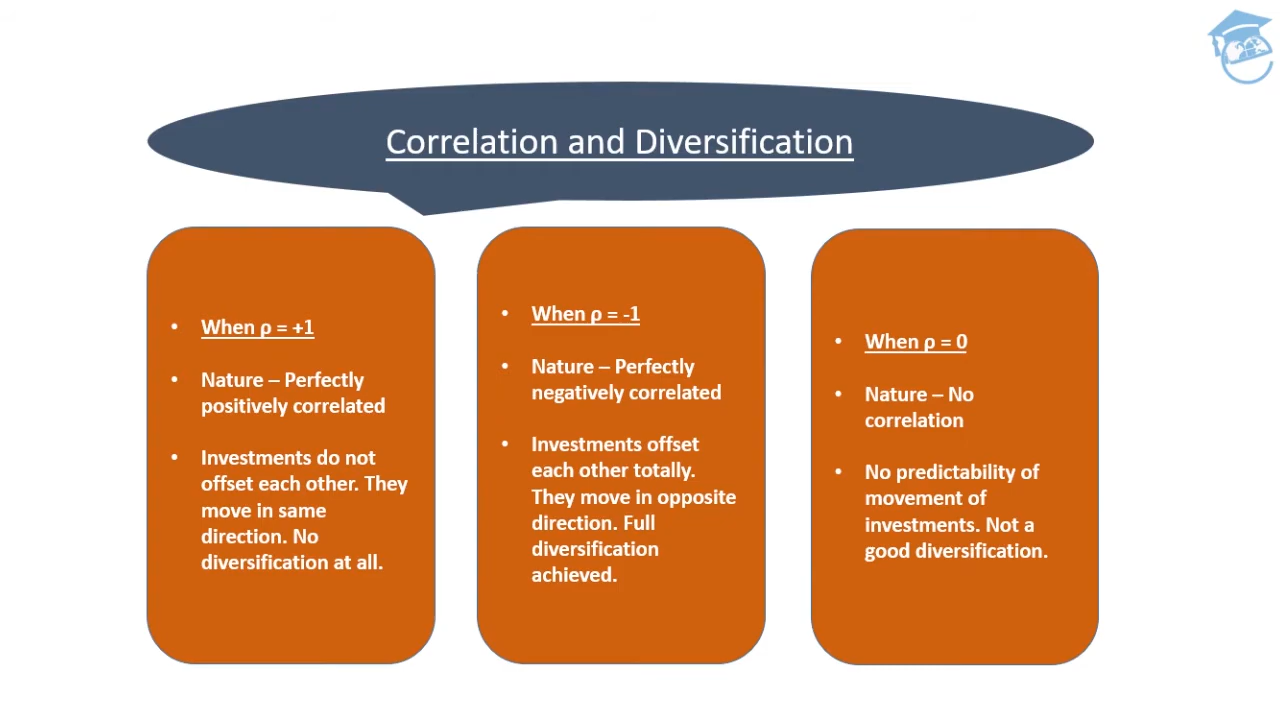 Correlation and Diversification
• When ρ = +1
• Nature – Perfectly
positively correlated
• Investments do not
offset each other. They
move in same
direction. No
diversification at all.
• When ρ = -1
• Nature – Perfectly
negatively correlated
• Investments offset
each other totally.
They move in opposite
direction. Full
diversification
achieved.
• When ρ = 0
• Nature – No
correlation
• No predictability of
movement of
investments. Not a
good diversification.